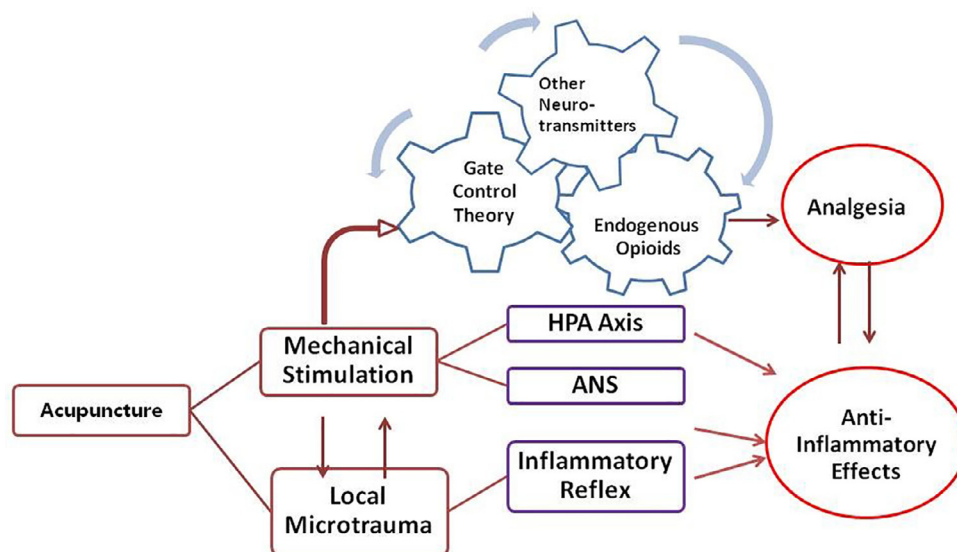 Other
Neuro-
transmitters
Gate
Control
Theory
Endogenous
Opioids
Analgesia
HPA Axis
Mechanical
Stimulation
ANS
Acupuncture
Anti-
Inflammatory
Effects
Inflammatory
Reflex
Local
Microtrauma